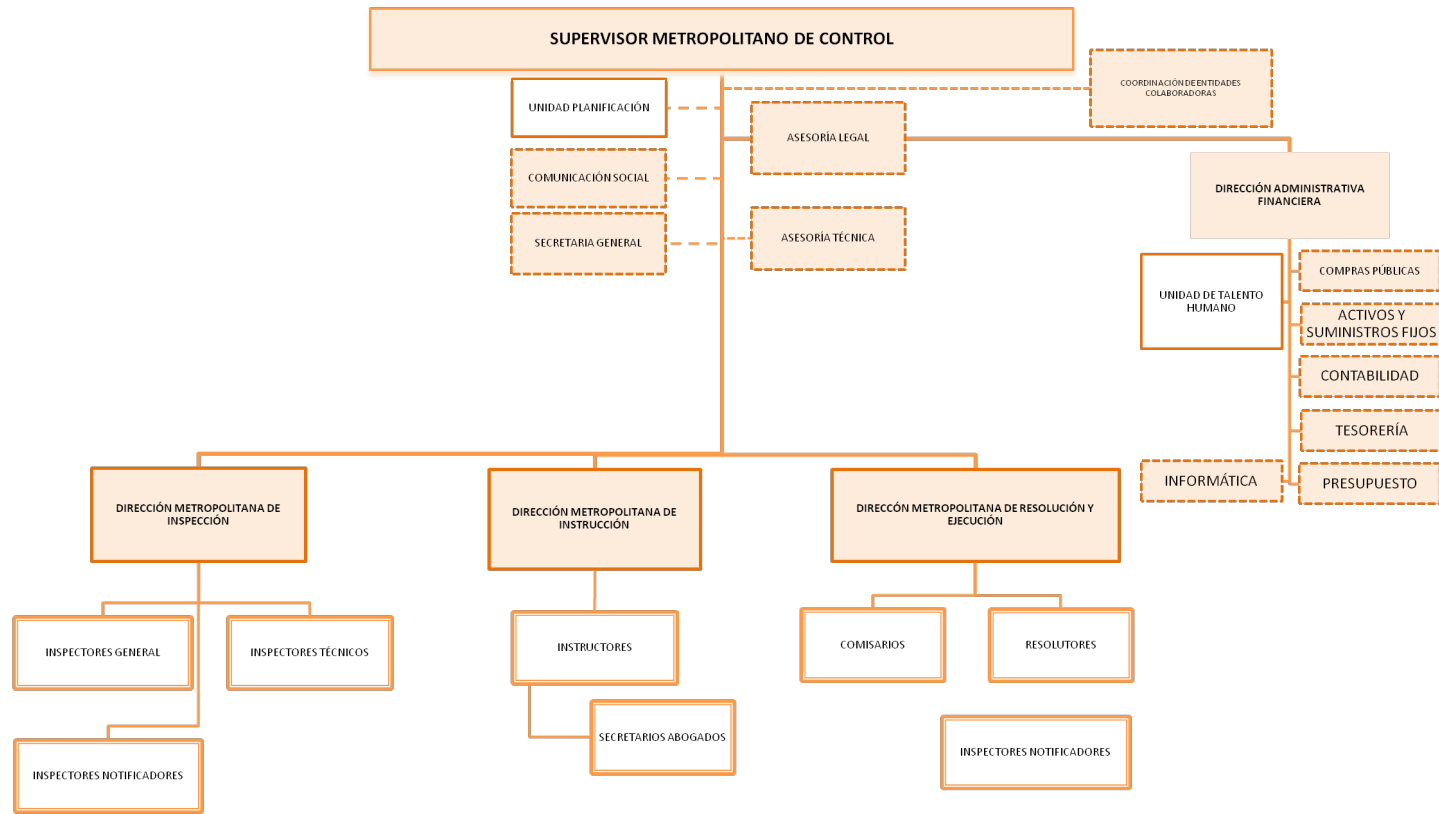 SUPERVISOR METROPOLITANO DE CONTROL
COORDINACIÓN DE ENTIDADES
COLABORADORAS
UNIDAD PLANIFICACIÓN
ASESORÍA LEGAL
COMUNICACIÓN SOCIAL
DIRECCIÓN ADMINISTRATIVA
FINANCIERA
SECRETARIA GENERAL
ASESORÍA TÉCNICA
COMPRAS PÚBLICAS
UNIDAD DE TALENTO
HUMANO
ACTIVOS Y
SUMINISTROS FIJOS
CONTABILIDAD
TESORERÍA
INFORMÁTICA
PRESUPUESTO
DIRECCIÓN METROPOLITANA DE
INSPECCIÓN
DIRECCIÓN METROPOLITANA DE
INSTRUCCIÓN
DIRECCÓN METROPOLITANA DE RESOLUCIÓN Y
EJECUCIÓN
INSPECTORES GENERAL
INSPECTORES TÉCNICOS
INSTRUCTORES
COMISARIOS
RESOLUTORES
SECRETARIOS ABOGADOS
INSPECTORES NOTIFICADORES
INSPECTORES NOTIFICADORES